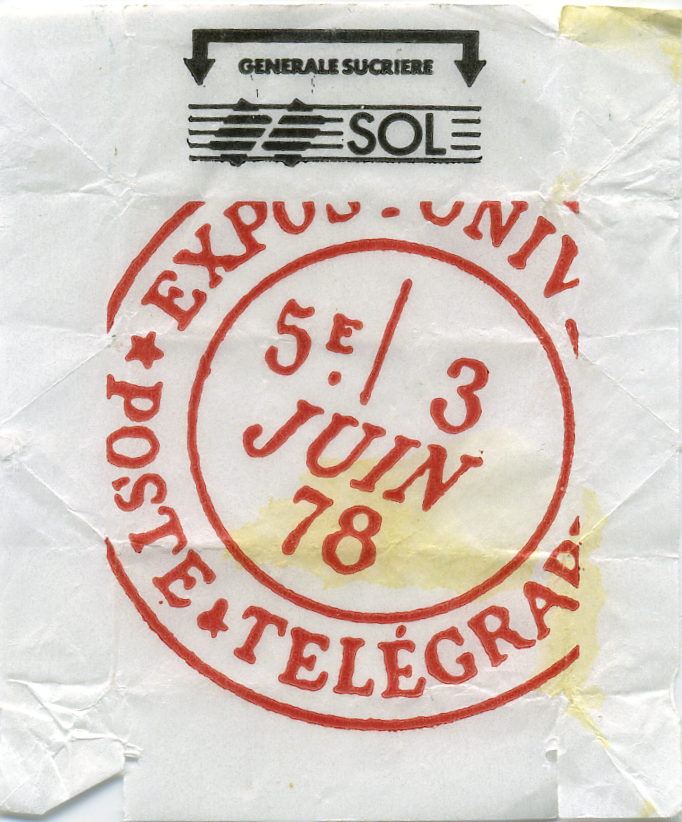 GENERALE SUCRIERE
SOL
EXPOS. UNIV
5E. / 3
JUIN
78
POSTE ★ TELÉGRAP